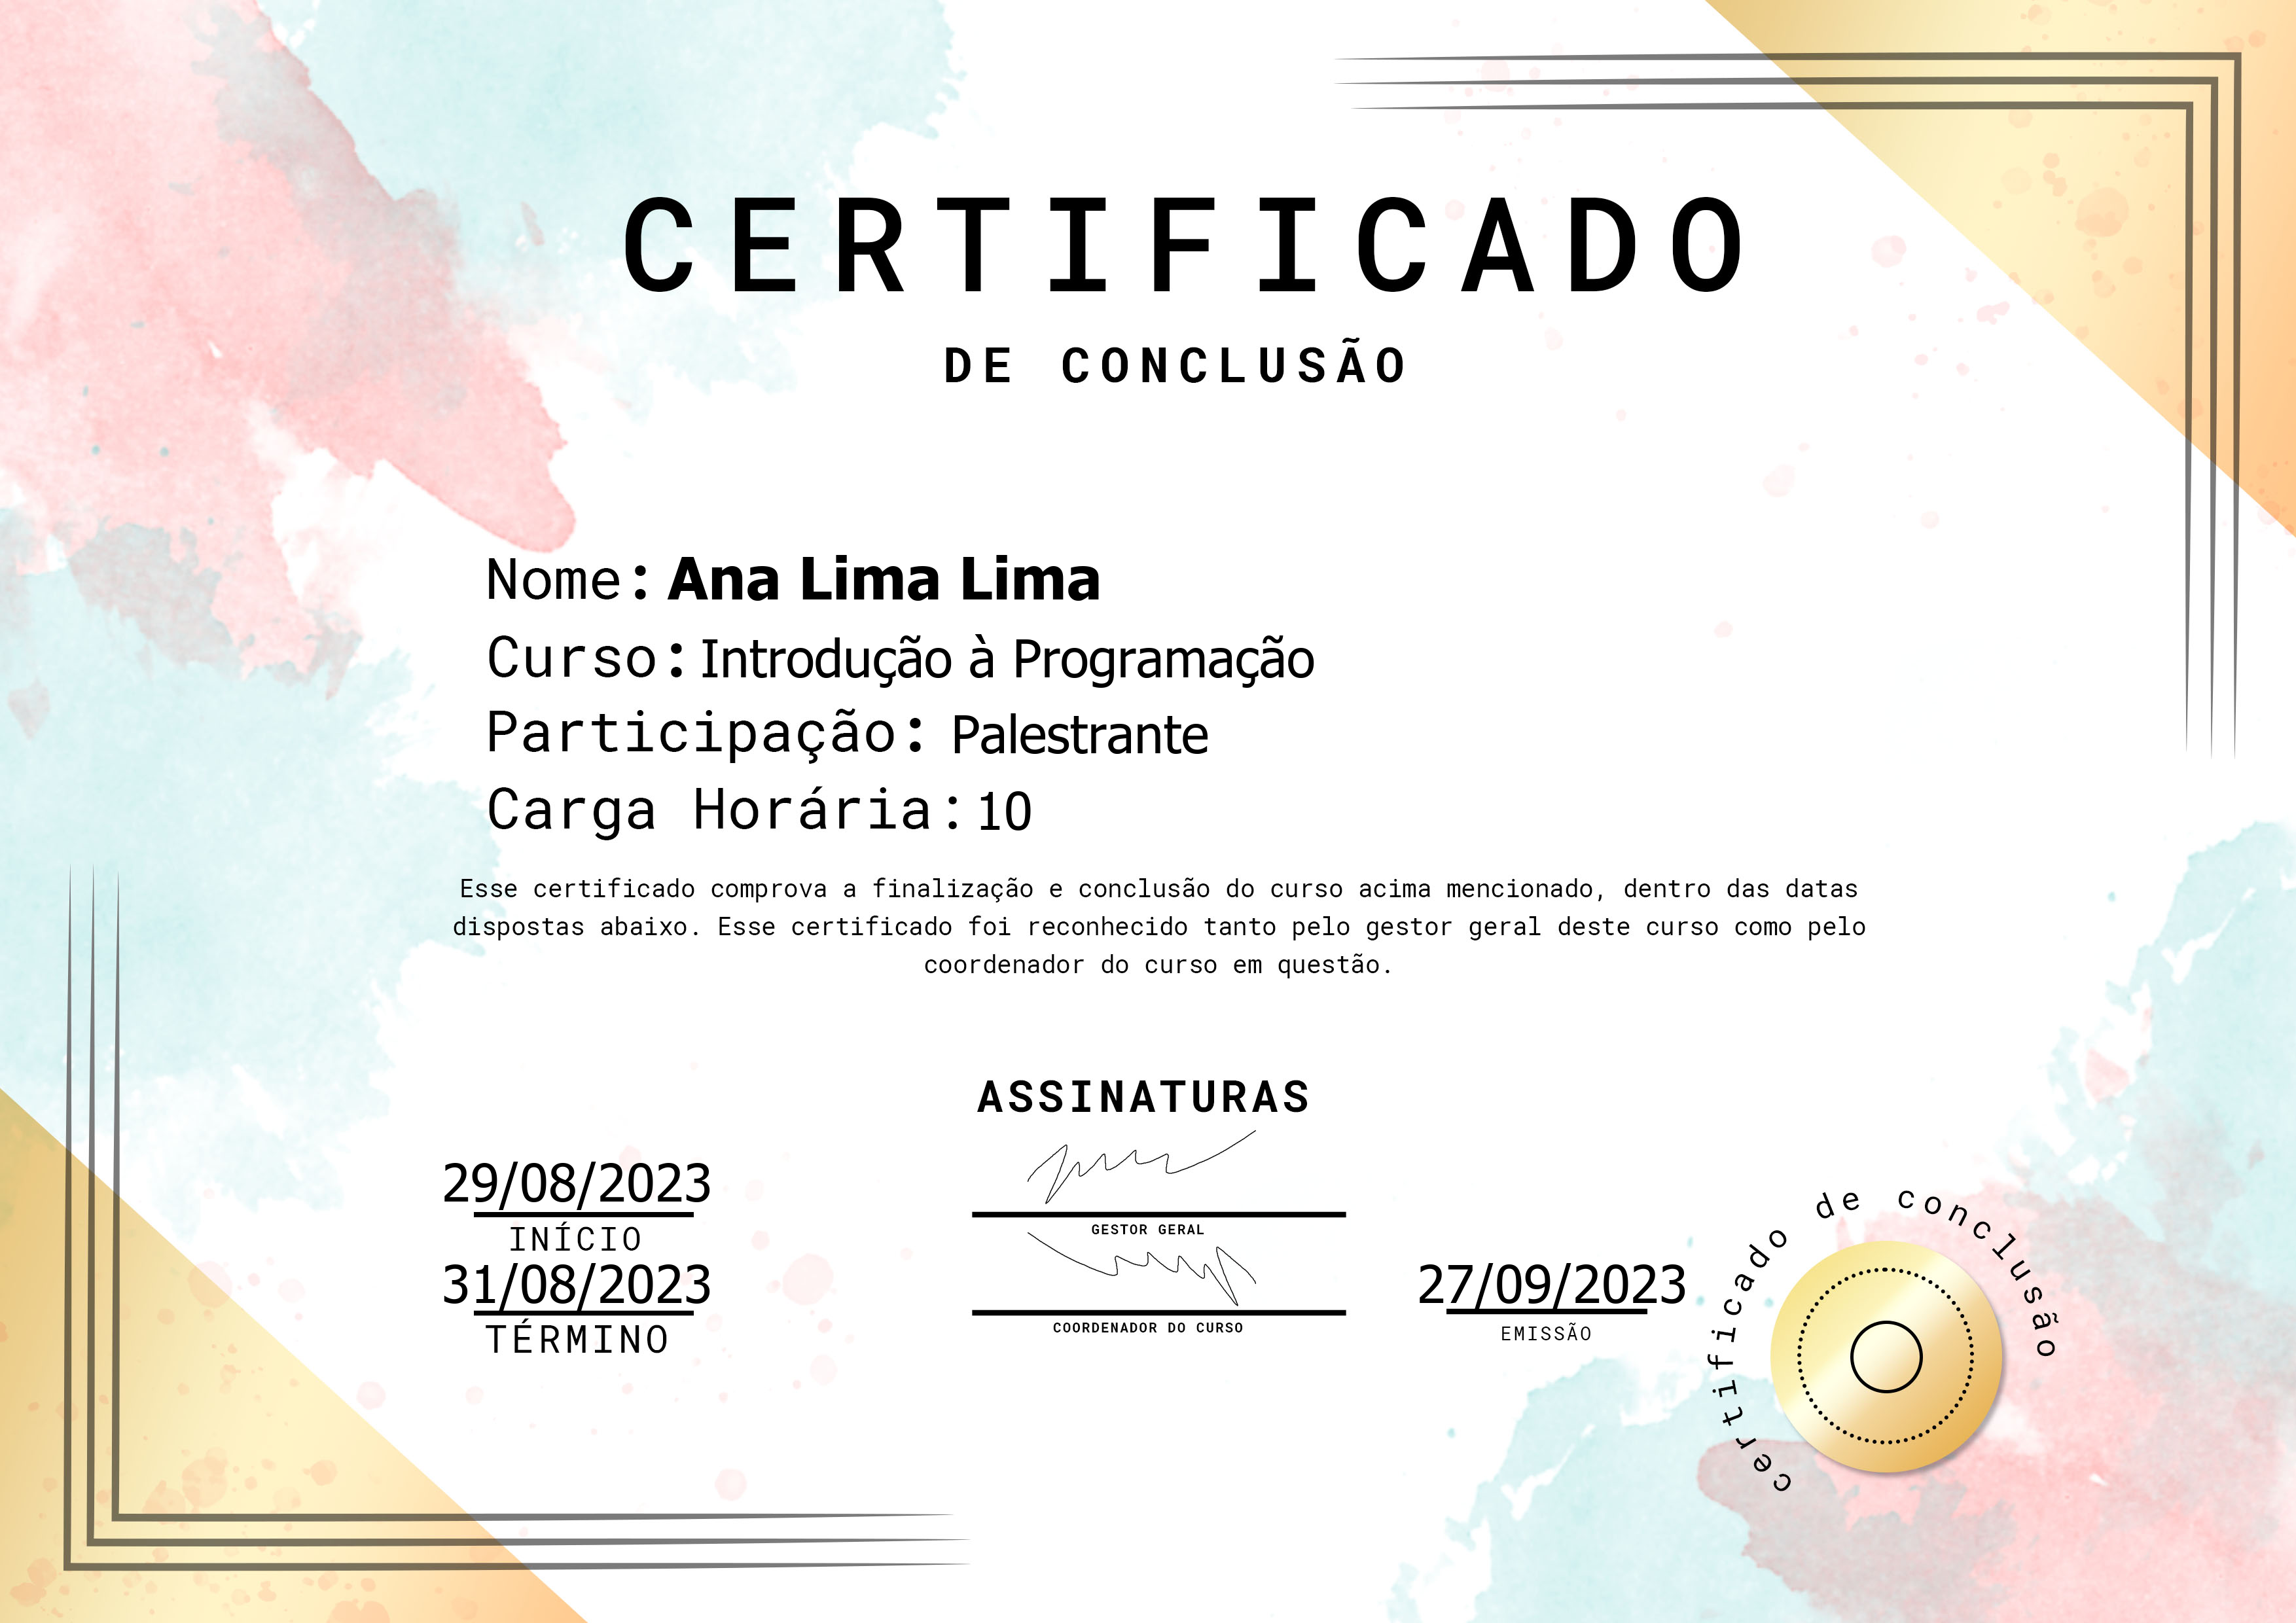 CERTIFICADO
DE CONCLUSÃO
Nome: Ana Lima Lima
Curso: Introdução à Programação
Participação: Palestrante
Carga Horária: 10
Esse certificado comprova a finalização e conclusão do curso acima mencionado, dentro das datas
dispostas abaixo. Esse certificado foi reconhecido tanto pelo gestor geral deste curso como pelo
coordenador do curso em questão.
ASSINATURAS
29/08/2023
INÍCIO
GESTOR GERAL
31/08/2023
TÉRMINO
COORDENADOR DO CURSO
27/09/2023
EMISSÃO
certificado de conclusão